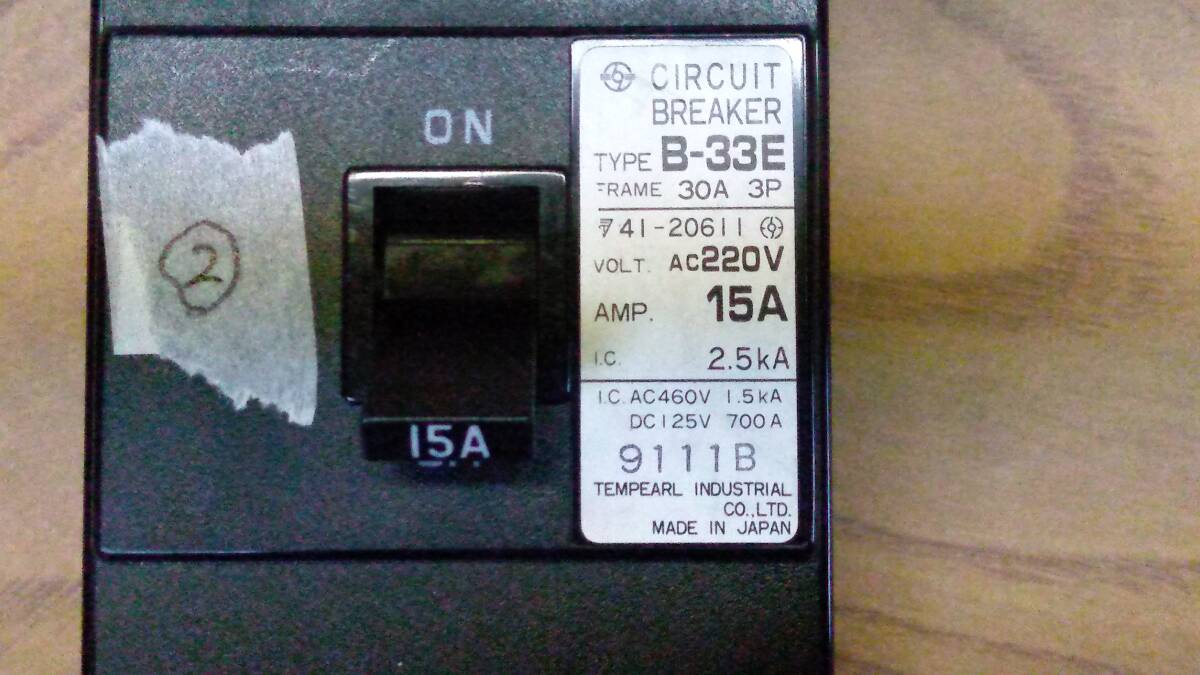 ②
ON
15A
CIRCUIT
BREAKER
TYPE B-33E
FRAME 30A 3P
41-20611
VOLT. AC220V
AMP. 15A
I.C. 2.5kA
I.C. AC460V 1.5kA
DC125V 700A
9111B
TEMPEARL INDUSTRIAL
CO.,LTD.
MADE IN JAPAN